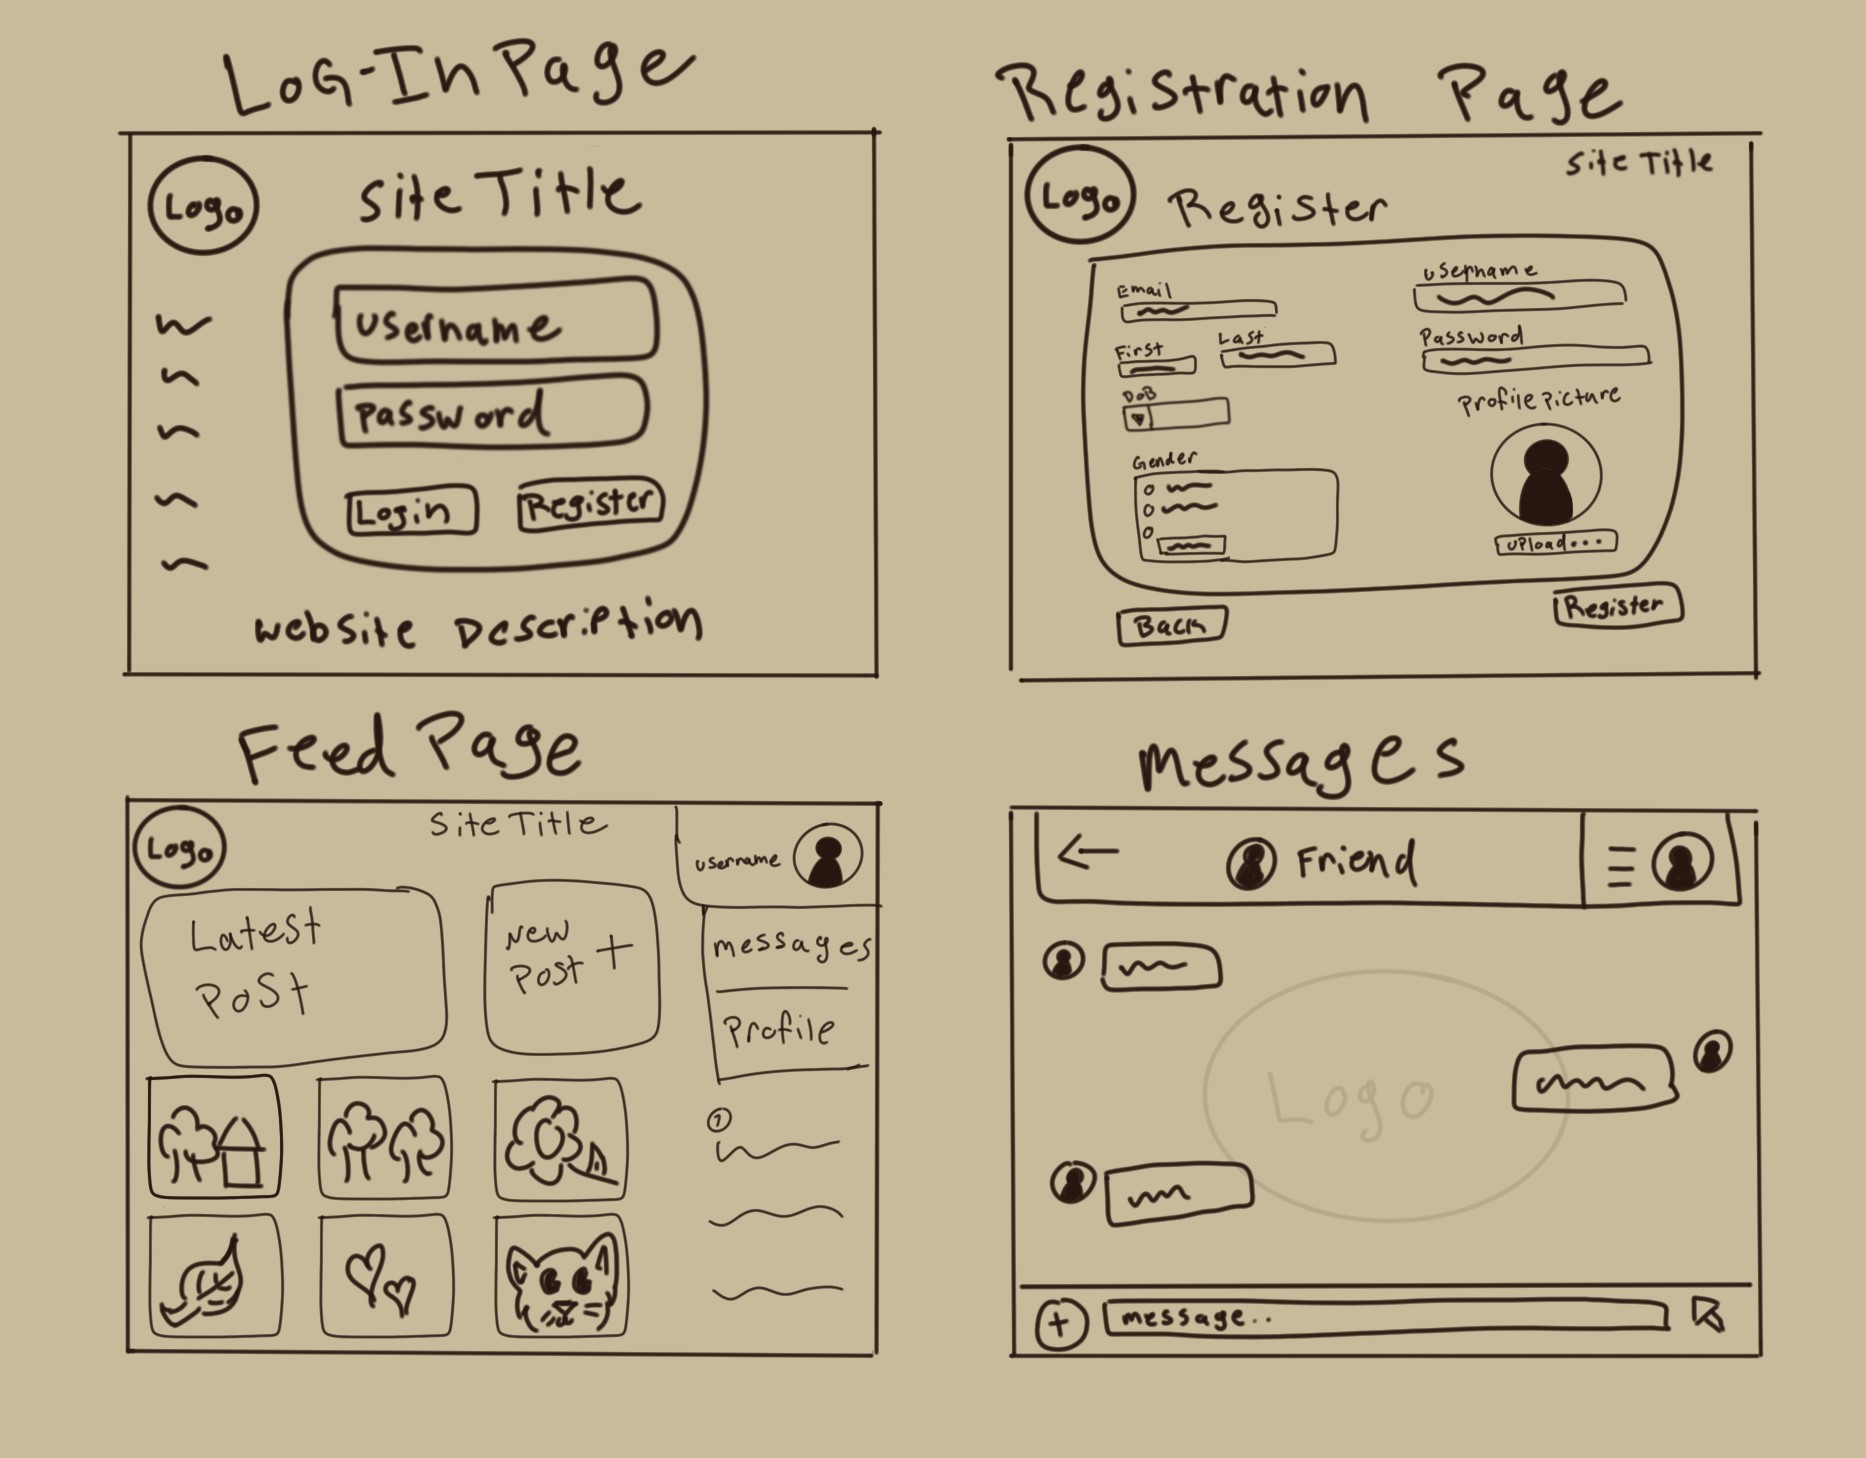 Log-In Page
Logo
Site Title
Username
Password
Login
Register
Website Description
Registration Page
Logo
Register
Site Title
Email
First
Last
DoB
Gender
Username
Password
Profile Picture
Upload...
Back
Register
Feed Page
Logo
Site Title
Username
Latest
Post
New
Post +
Messages
Profile
Messages
Friend
Logo
+
Message..